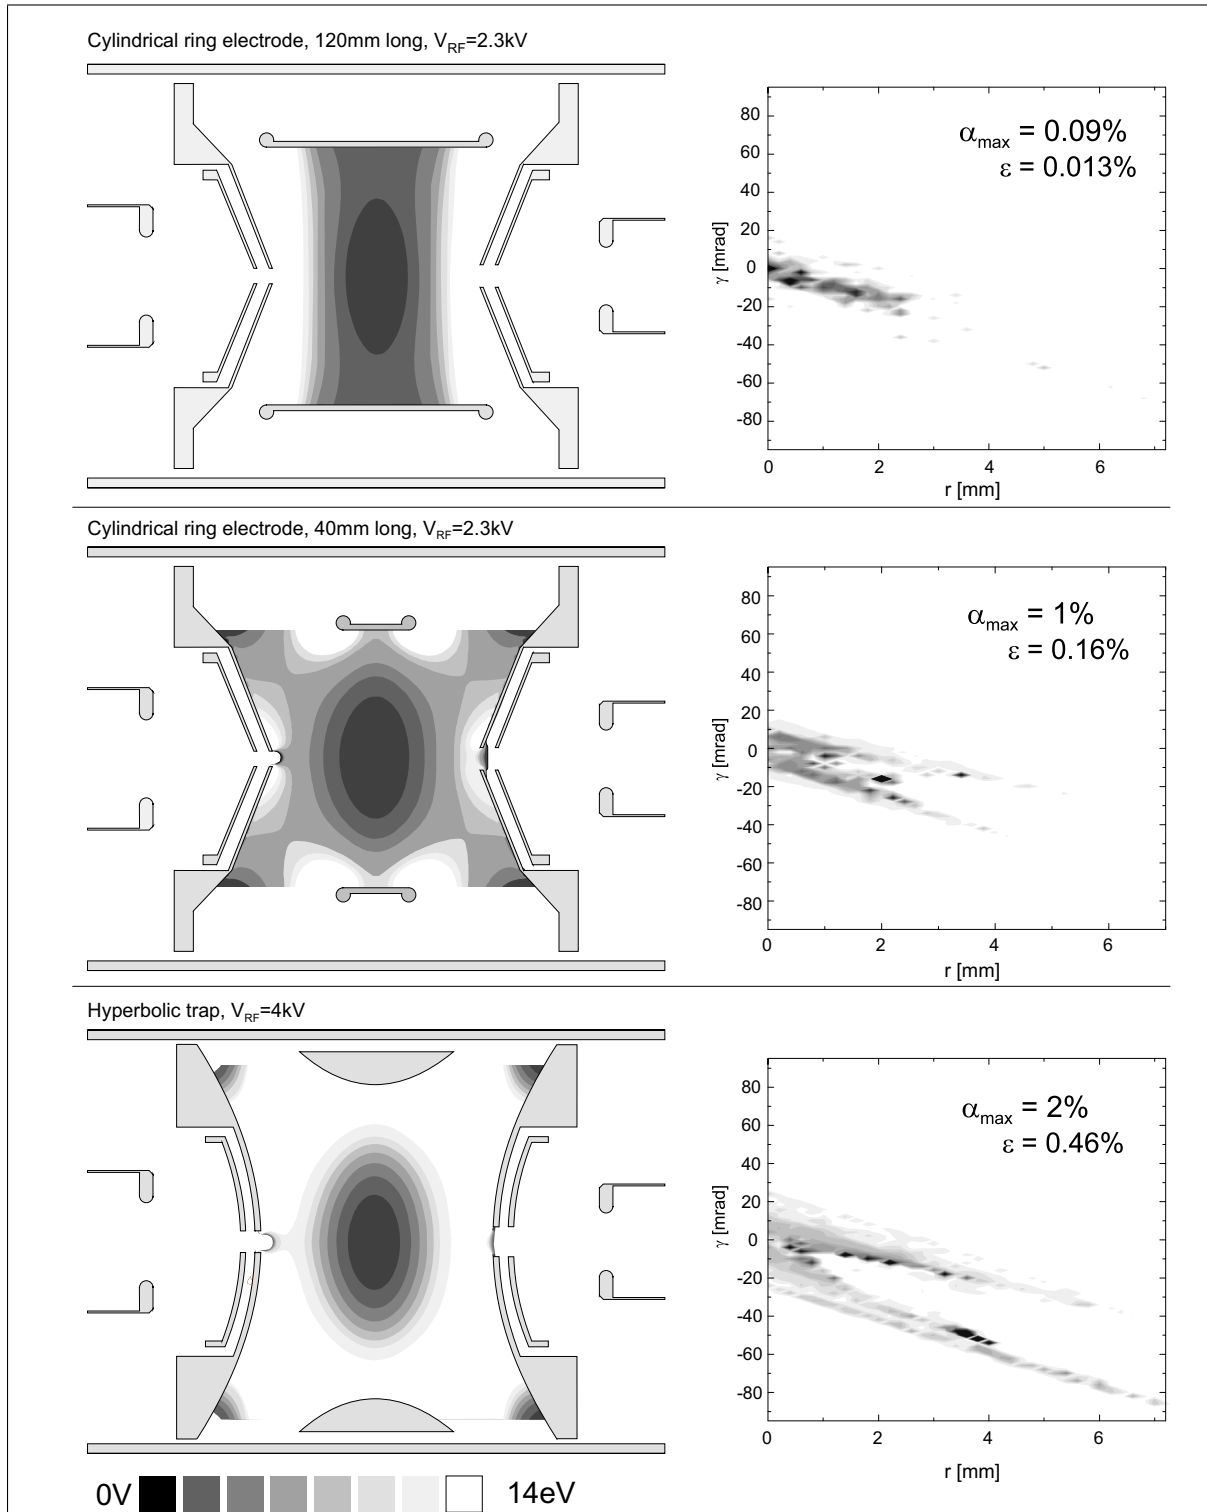 Cylindrical ring electrode, 120mm long, V_RF=2.3kV
α_max = 0.09%
ε = 0.013%
80
60
40
20
0
-20
-40
-60
-80
γ [mrad]
0 2 4 6
r [mm]
Cylindrical ring electrode, 40mm long, V_RF=2.3kV
α_max = 1%
ε = 0.16%
80
60
40
20
0
-20
-40
-60
-80
γ [mrad]
0 2 4 6
r [mm]
Hyperbolic trap, V_RF=4kV
α_max = 2%
ε = 0.46%
80
60
40
20
0
-20
-40
-60
-80
γ [mrad]
0 2 4 6
r [mm]
0V 14eV